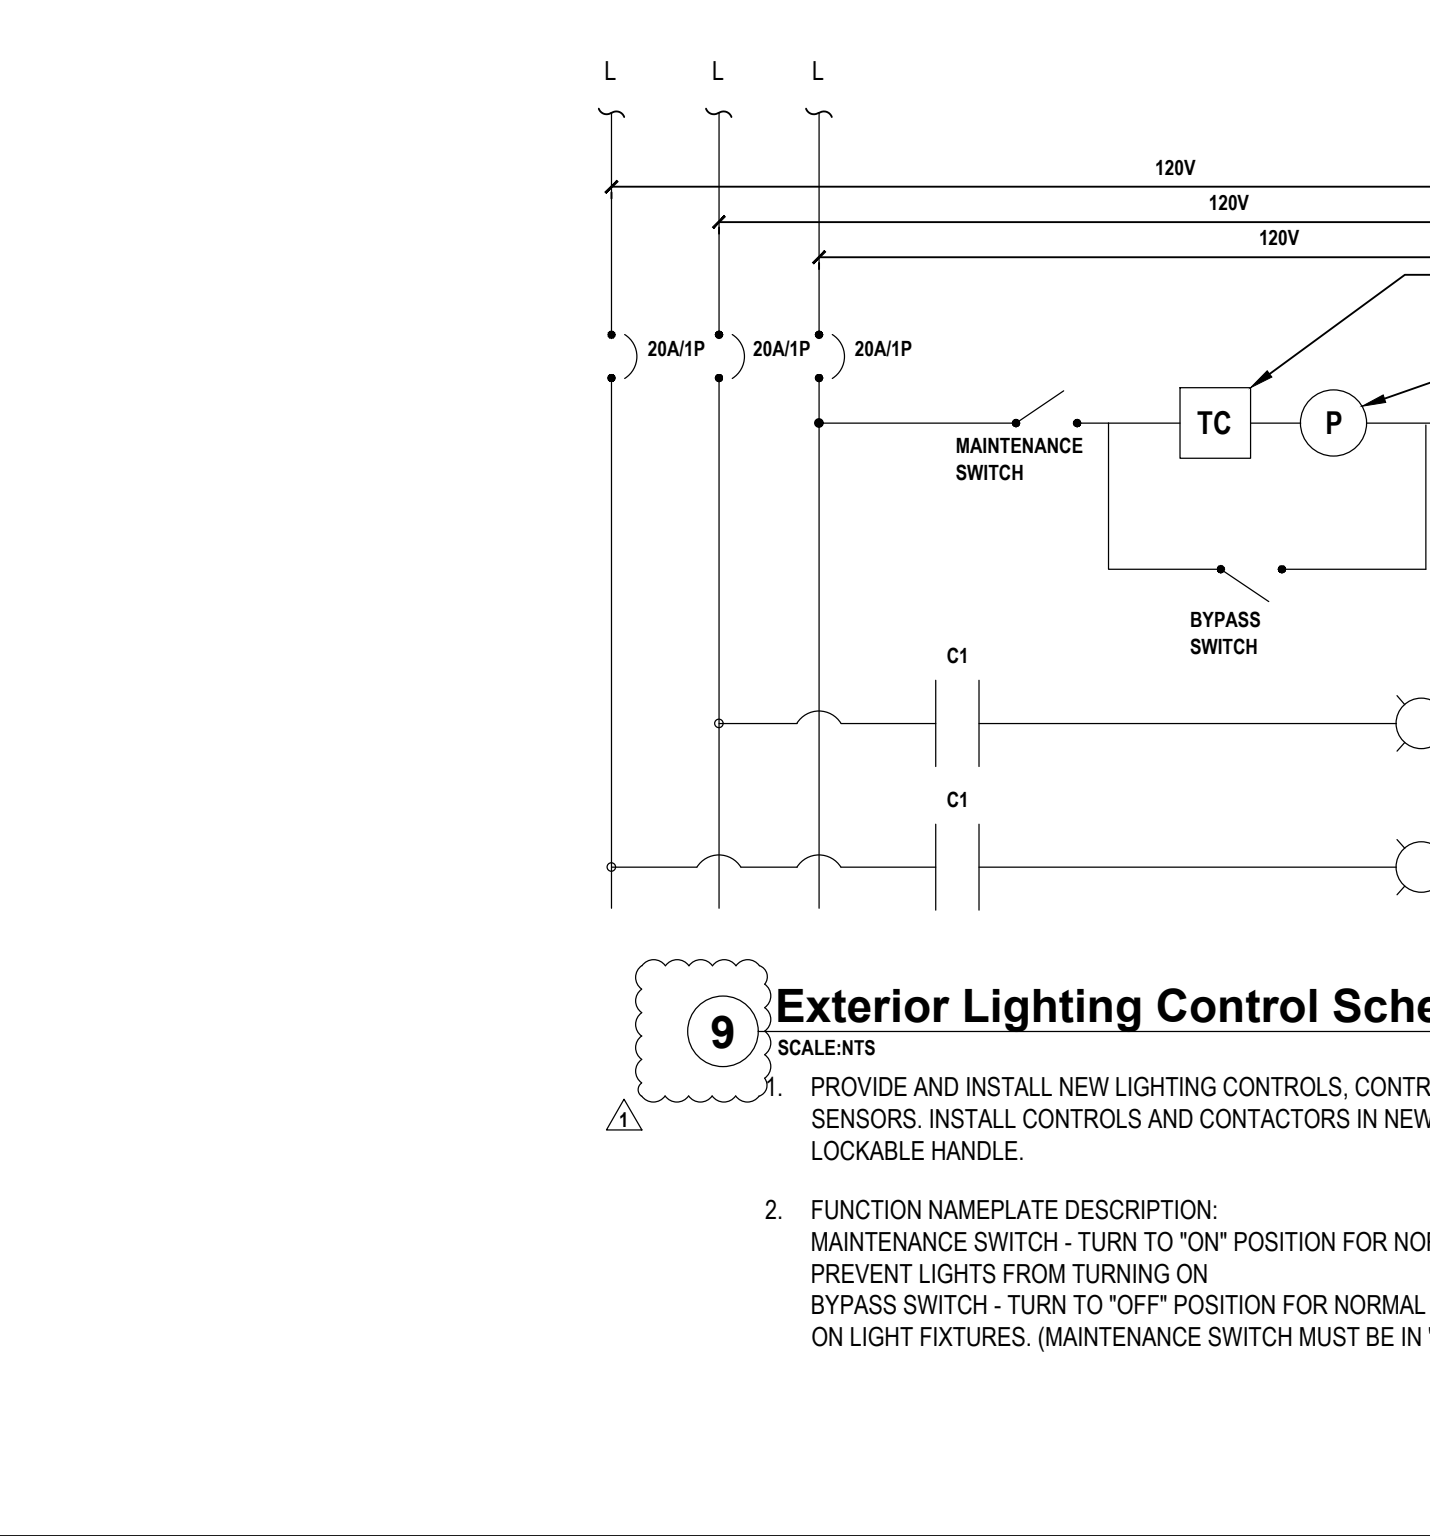 L L L
120V
120V
120V
20A/1P 20A/1P 20A/1P
TC P
MAINTENANCE
SWITCH
BYPASS
SWITCH
C1
C1
9
Exterior Lighting Control Sche
SCALE:NTS
1. PROVIDE AND INSTALL NEW LIGHTING CONTROLS, CONTR
SENSORS. INSTALL CONTROLS AND CONTACTORS IN NEW
LOCKABLE HANDLE.
1
2. FUNCTION NAMEPLATE DESCRIPTION:
MAINTENANCE SWITCH - TURN TO "ON" POSITION FOR NOR
PREVENT LIGHTS FROM TURNING ON
BYPASS SWITCH - TURN TO "OFF" POSITION FOR NORMAL
ON LIGHT FIXTURES. (MAINTENANCE SWITCH MUST BE IN "